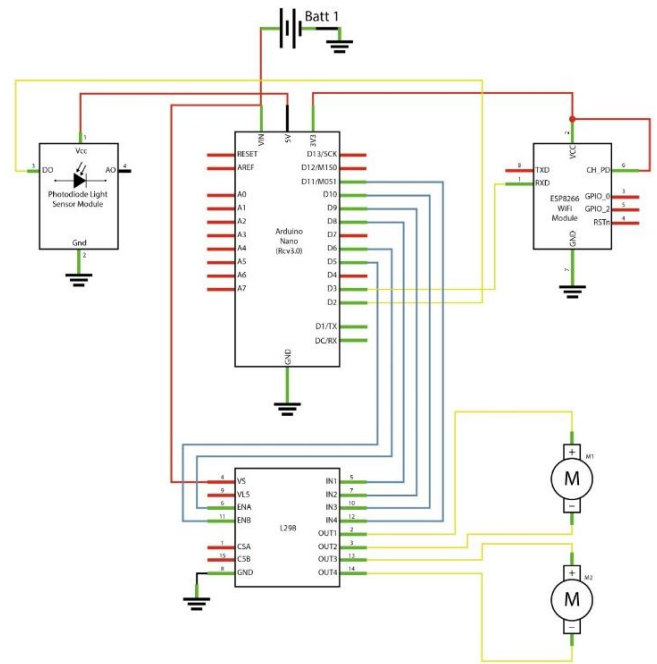 Batt 1
1
Vcc
3
DO
AO
4
Photodiode Light
Sensor Module
Gnd
2
VIN
5V
3V3
RESET
AREF
A0
A1
A2
A3
A4
A5
A6
A7
Arduino
Nano
(Rev3.0)
D13/SCK
D12/M150
D11/M051
D10
D9
D8
D7
D6
D5
D4
D3
D2
D1/TX
DC/RX
GND
2
VCC
8
TXD
1
RXD
CH_PD
6
ESP8266
WiFi
Module
GPIO_0
3
GPIO_2
5
RSTn
4
GND
7
4
VS
9
VL5
6
ENA
11
ENB
1
CSA
15
CSB
8
GND
L298
IN1
5
IN2
7
IN3
10
IN4
12
OUT1
2
OUT2
3
OUT3
13
OUT4
14
+
M1
M
−
+
M2
M
−